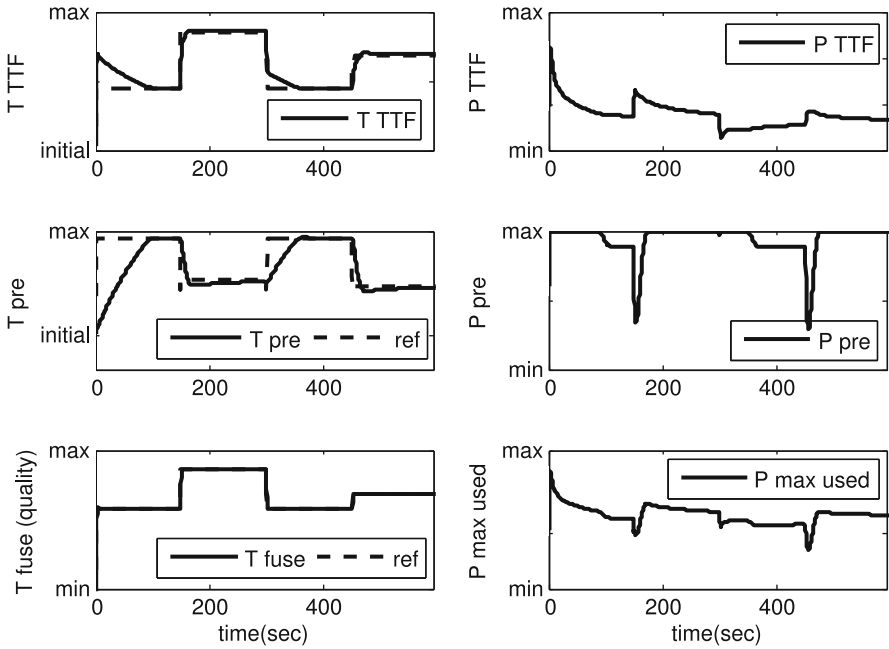 max
T TTF
initial
T TTF
0
200
400
max
P TTF
min
P TTF
0
200
400
max
T pre
initial
T pre
ref
0
200
400
max
P pre
min
P pre
0
200
400
max
T fuse (quality)
min
T fuse
ref
0
200
400
time(sec)
max
P max used
min
P max used
0
200
400
time(sec)